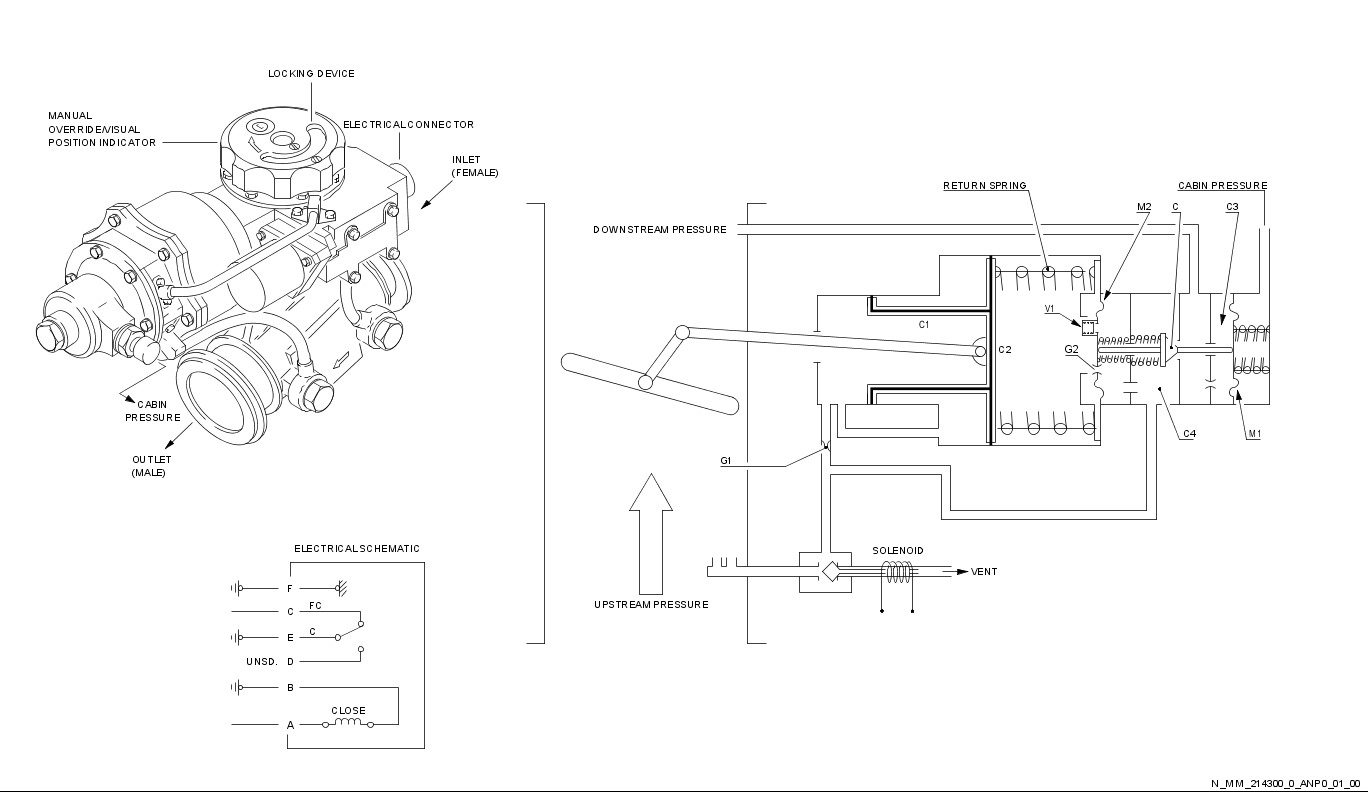 LOCKING DEVICE
MANUAL
OVERRIDE/VISUAL
POSITION INDICATOR
ELECTRICAL CONNECTOR
INLET
(FEMALE)
CABIN
PRESSURE
OUTLET
(MALE)
ELECTRICAL SCHEMATIC
F
C FC
E C
UNSD. D
B
CLOSE
A
RETURN SPRING
CABIN PRESSURE
M2 C C3
DOWNSTREAM PRESSURE
V1
C1
C2
G2
C4
M1
G1
SOLENOID
VENT
UPSTREAM PRESSURE
N_MM_214300_0_ANP0_01_00